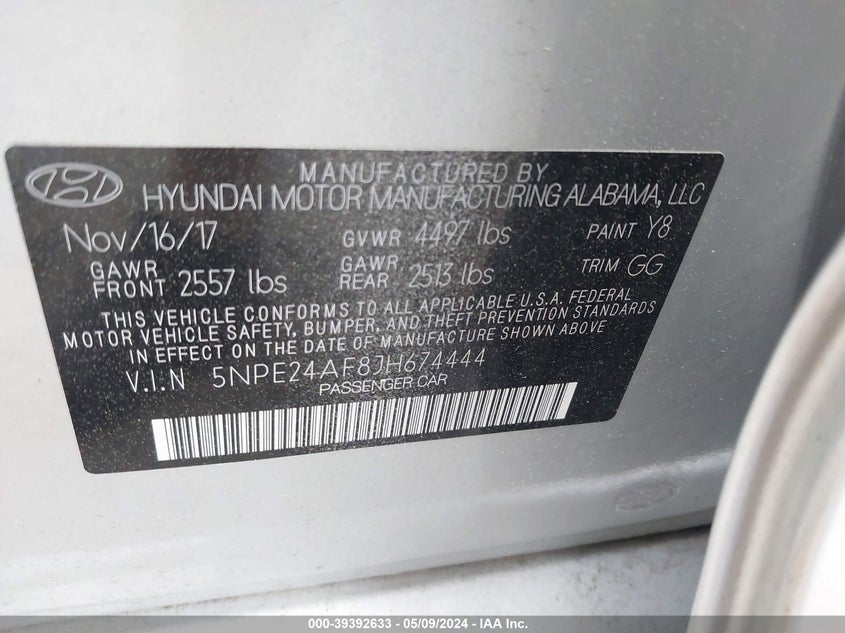 MANUFACTURED BY
HYUNDAI MOTOR MANUFACTURING ALABAMA, LLC
Nov/16/17 GVWR 4497 lbs PAINT Y8
GAWR FRONT 2557 lbs GAWR REAR 2513 lbs TRIM GG
THIS VEHICLE CONFORMS TO ALL APPLICABLE U.S.A. FEDERAL
MOTOR VEHICLE SAFETY, BUMPER, AND THEFT PREVENTION STANDARDS
IN EFFECT ON THE DATE OF MANUFACTURE SHOWN ABOVE
V.I.N 5NPE24AF8JH674444
PASSENGER CAR
000-39392633 - 05/09/2024 - IAA Inc.